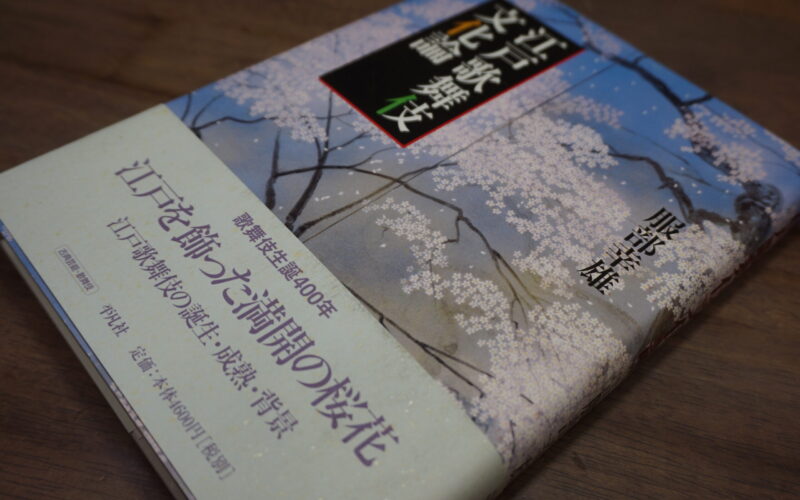 江戸歌舞伎
文化論
服部幸雄
歌舞伎生誕400年
江戸を飾った満開の桜花
江戸歌舞伎の誕生・成熟・背景
平凡社 定価:本体4600円[税別]